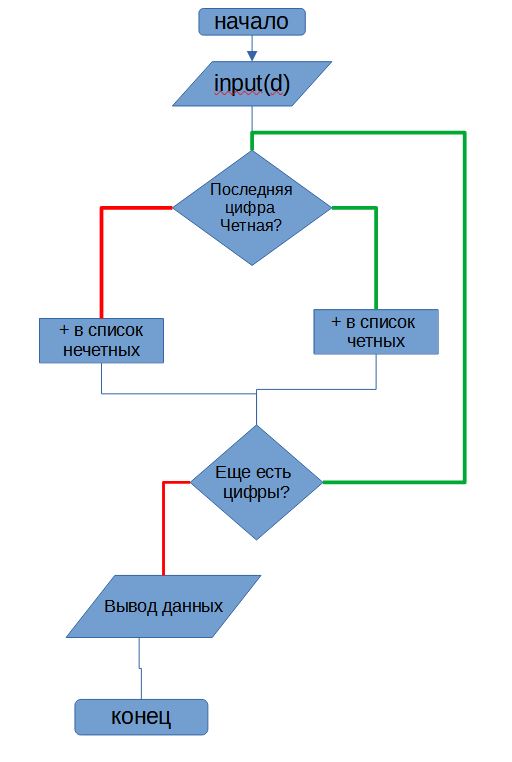 начало
input(d)
Последняя
цифра
Четная?
+ в список
нечетных
+ в список
четных
Еще есть
цифры?
Вывод данных
конец